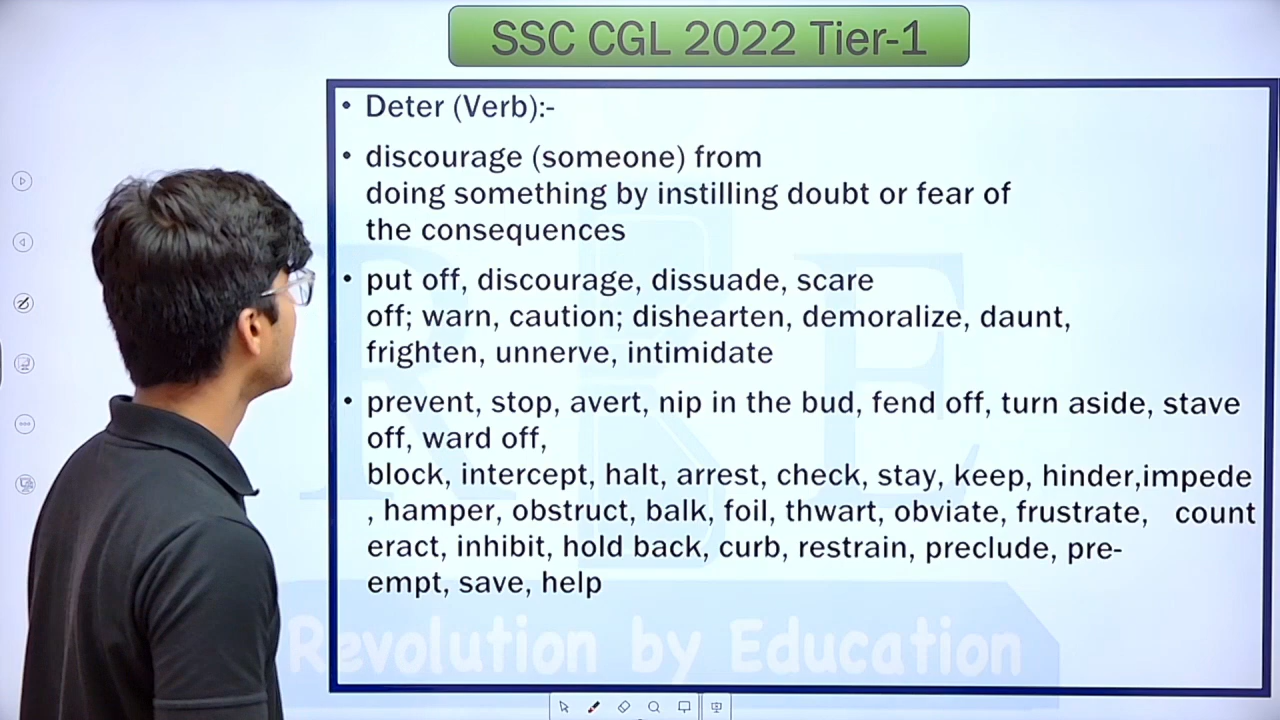 SSC CGL 2022 Tier-1
• Deter (Verb):-
• discourage (someone) from
doing something by instilling doubt or fear of
the consequences
• put off, discourage, dissuade, scare
off; warn, caution; dishearten, demoralize, daunt,
frighten, unnerve, intimidate
• prevent, stop, avert, nip in the bud, fend off, turn aside, stave
off, ward off,
block, intercept, halt, arrest, check, stay, keep, hinder,impede
, hamper, obstruct, balk, foil, thwart, obviate, frustrate, count
eract, inhibit, hold back, curb, restrain, preclude, pre-
empt, save, help
RBE
Revolution by Education